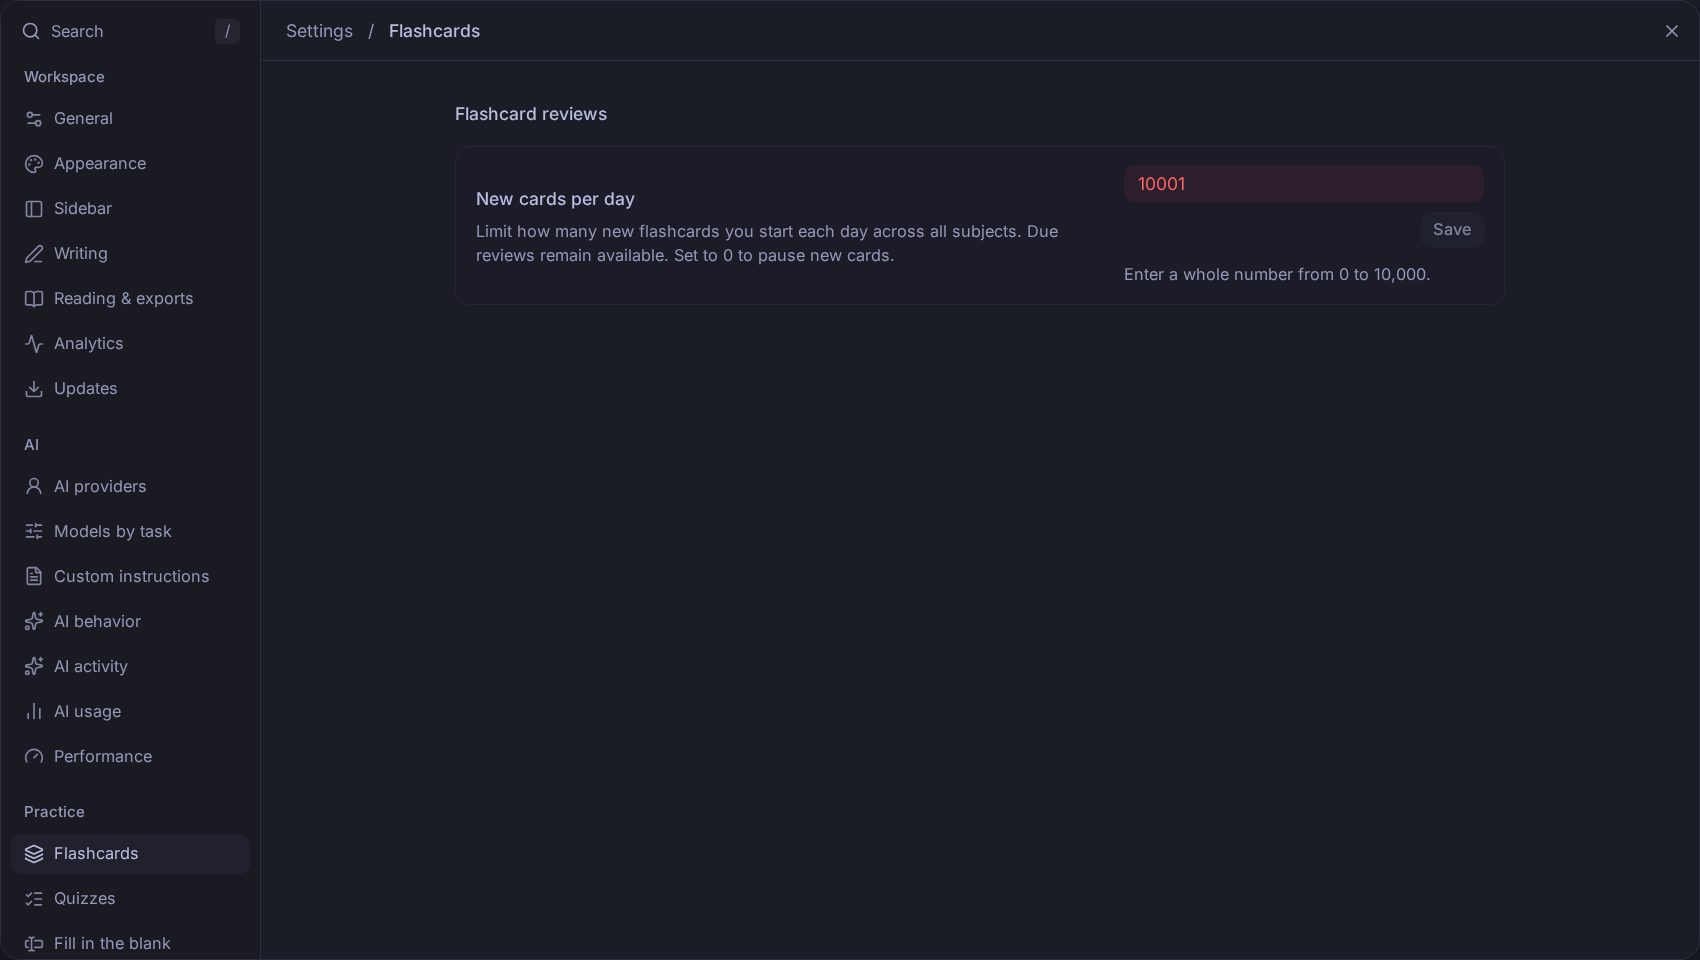 Search /
Workspace
General
Appearance
Sidebar
Writing
Reading & exports
Analytics
Updates
AI
AI providers
Models by task
Custom instructions
AI behavior
AI activity
AI usage
Performance
Practice
Flashcards
Quizzes
Fill in the blank
Settings / Flashcards
Flashcard reviews
New cards per day
Limit how many new flashcards you start each day across all subjects. Due
reviews remain available. Set to 0 to pause new cards.
10001
Save
Enter a whole number from 0 to 10,000.